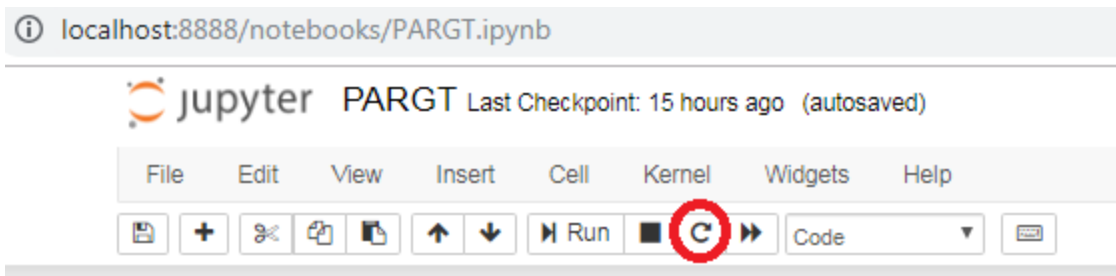 localhost:8888/notebooks/PARGT.ipynb
jupyter PARGT Last Checkpoint: 15 hours ago (autosaved)
File Edit View Insert Cell Kernel Widgets Help
Run Code